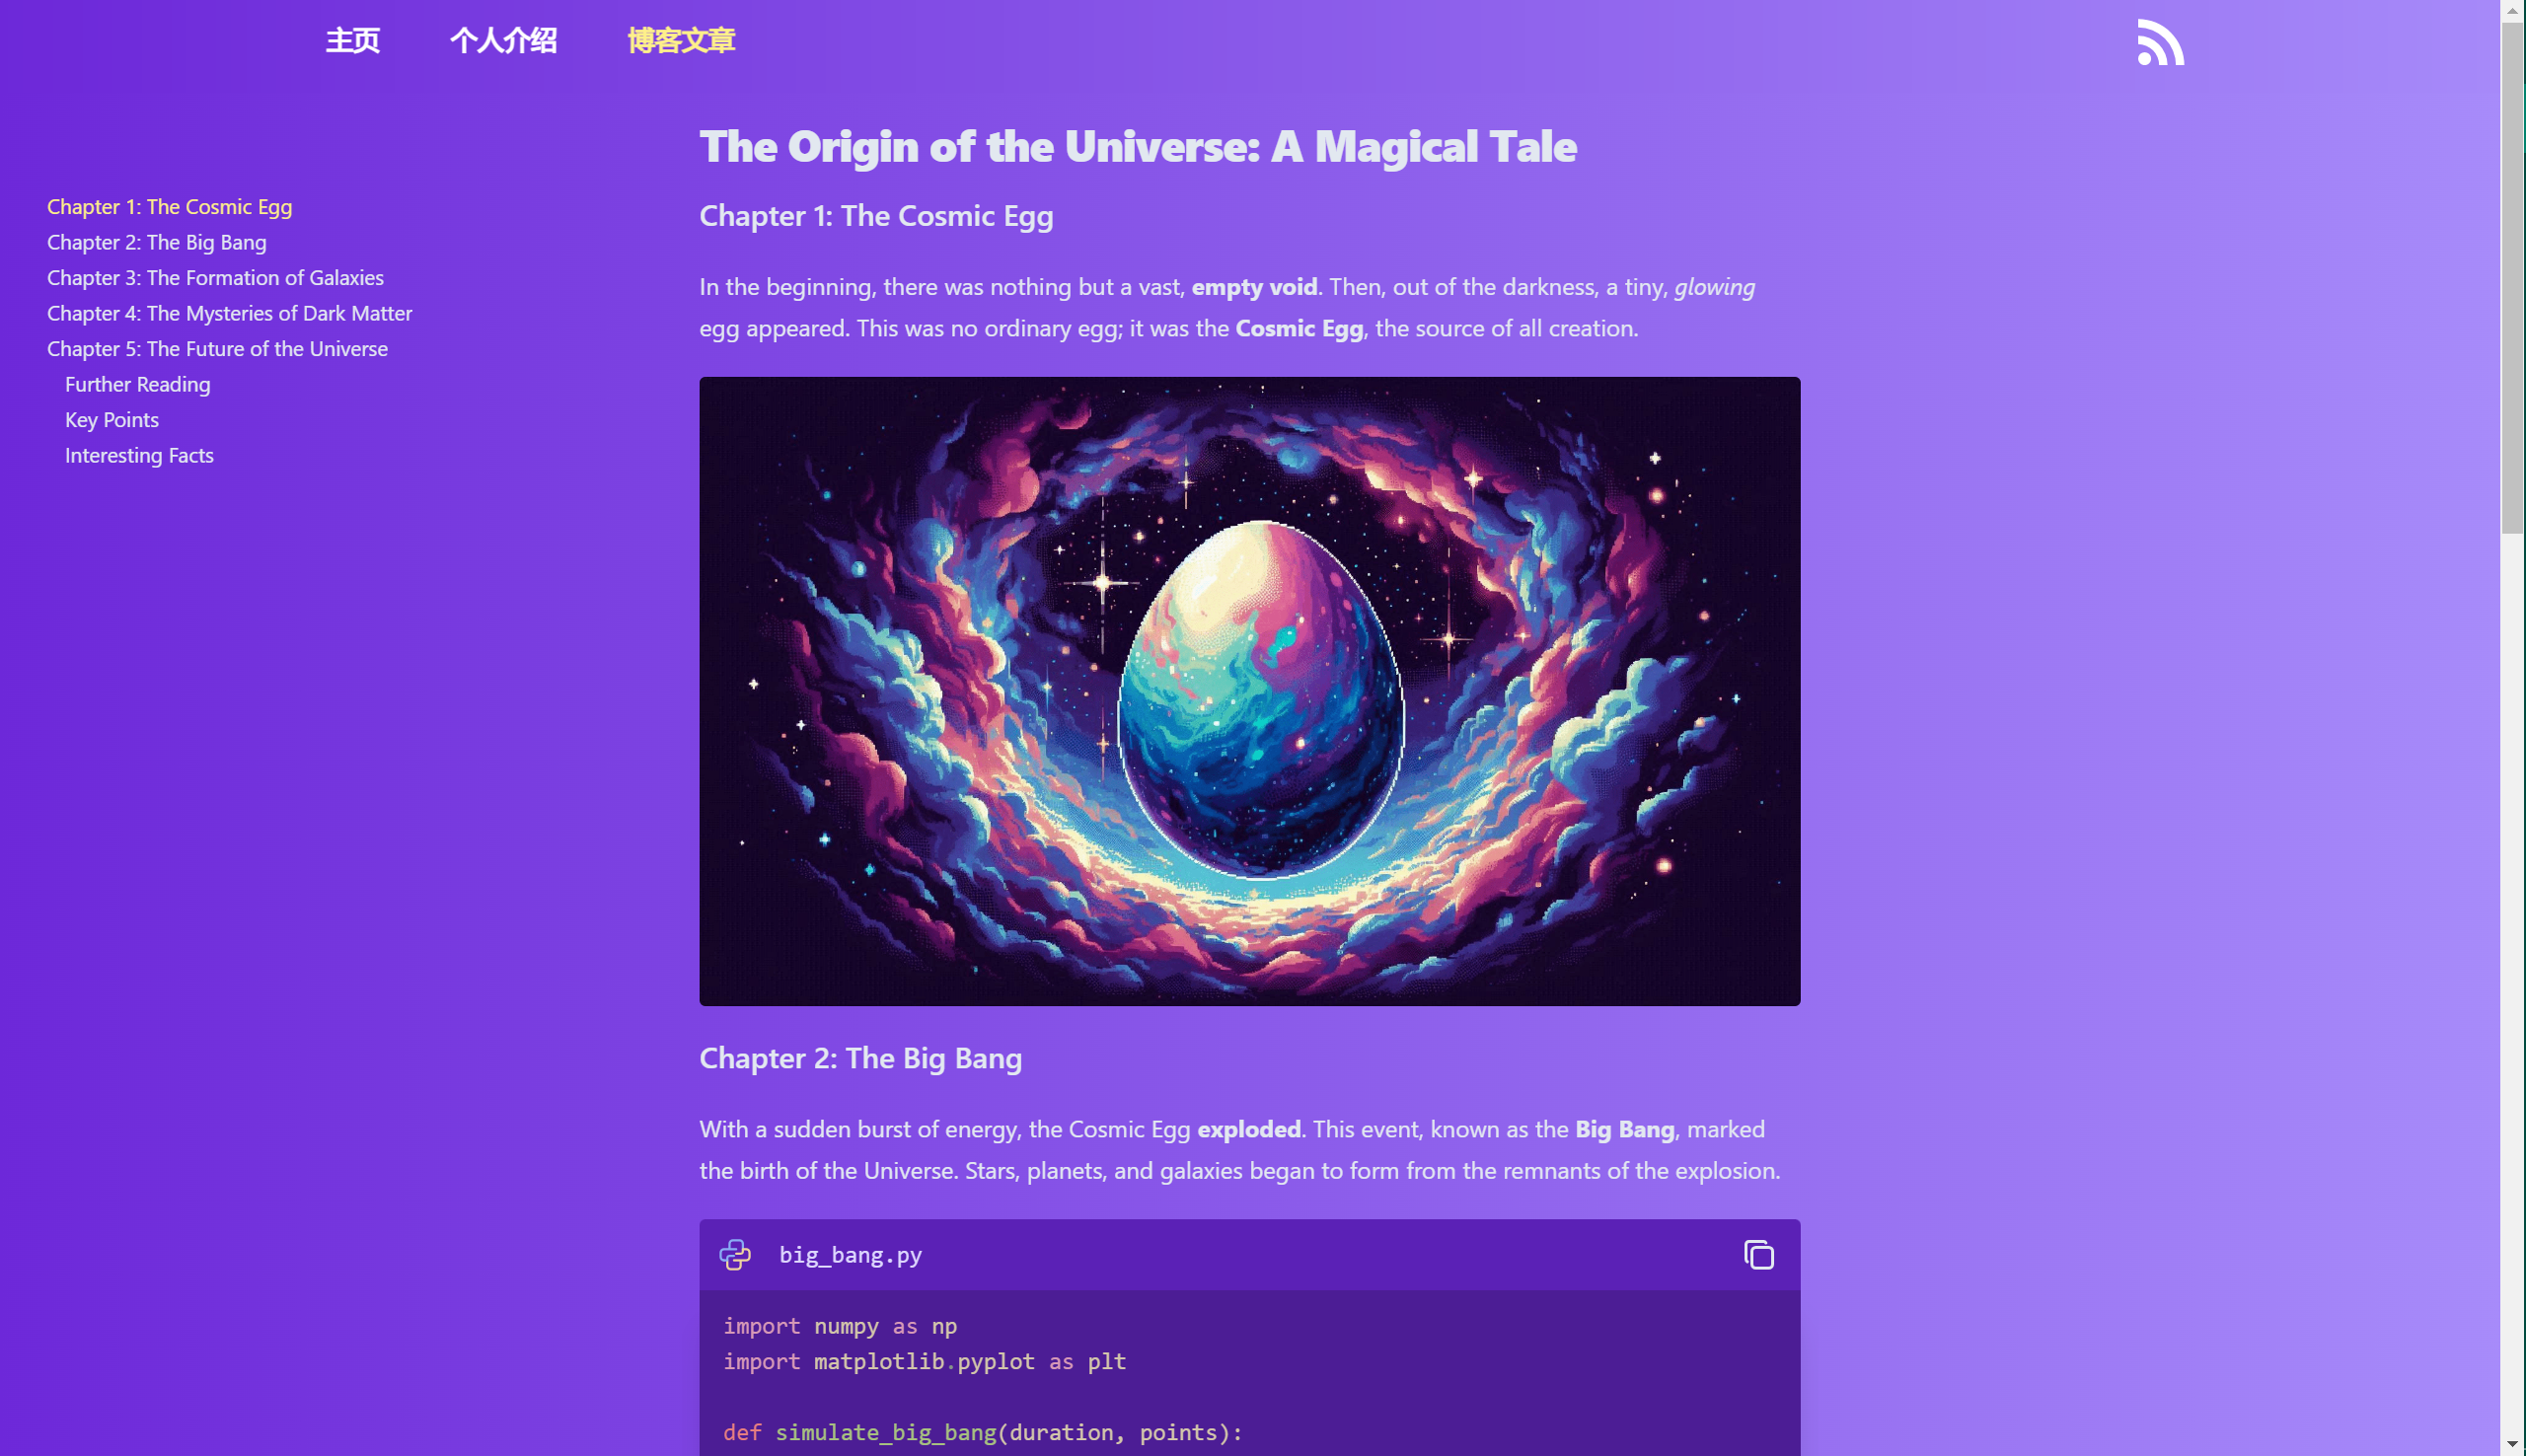 主页
个人介绍
博客文章
The Origin of the Universe: A Magical Tale
Chapter 1: The Cosmic Egg
Chapter 2: The Big Bang
Chapter 3: The Formation of Galaxies
Chapter 4: The Mysteries of Dark Matter
Chapter 5: The Future of the Universe
Further Reading
Key Points
Interesting Facts
Chapter 1: The Cosmic Egg
In the beginning, there was nothing but a vast, empty void. Then, out of the darkness, a tiny, glowing
egg appeared. This was no ordinary egg; it was the Cosmic Egg, the source of all creation.
Chapter 2: The Big Bang
With a sudden burst of energy, the Cosmic Egg exploded. This event, known as the Big Bang, marked
the birth of the Universe. Stars, planets, and galaxies began to form from the remnants of the explosion.
big_bang.py
import numpy as np
import matplotlib.pyplot as plt
def simulate_big_bang(duration, points):